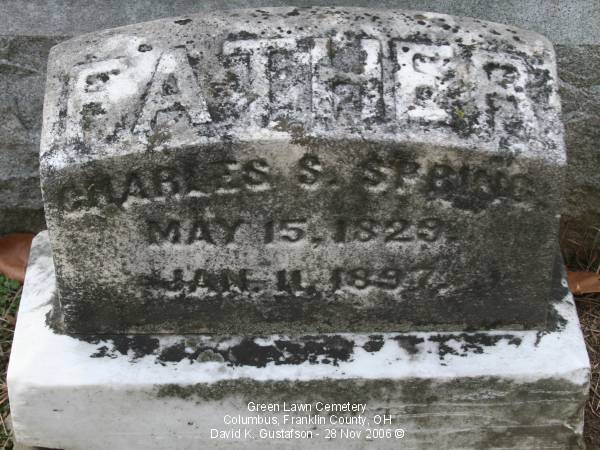 FATHER
CHARLES S. SPRING
MAY 15, 1829.
JAN. 11, 1897.
Green Lawn Cemetery
Columbus, Franklin County, OH
David K. Gustafson - 28 Nov 2006 ©